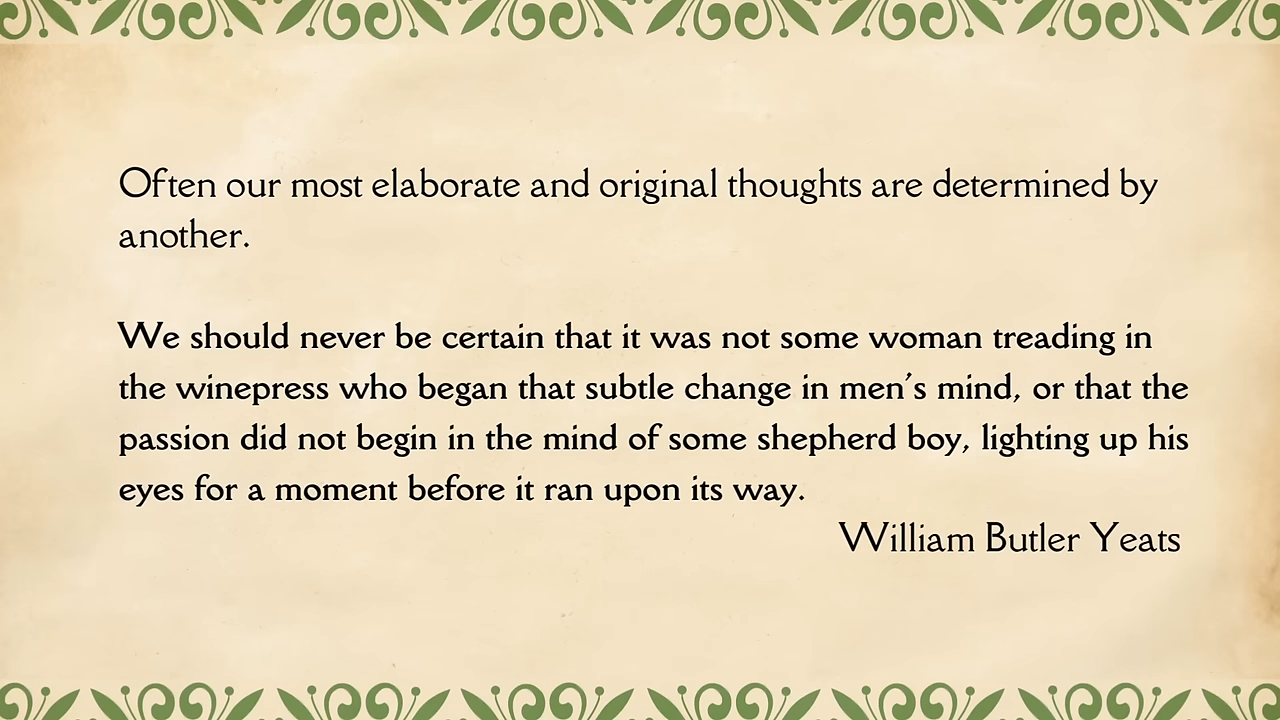 Often our most elaborate and original thoughts are determined by
another.
We should never be certain that it was not some woman treading in
the winepress who began that subtle change in men's mind, or that the
passion did not begin in the mind of some shepherd boy, lighting up his
eyes for a moment before it ran upon its way.
William Butler Yeats